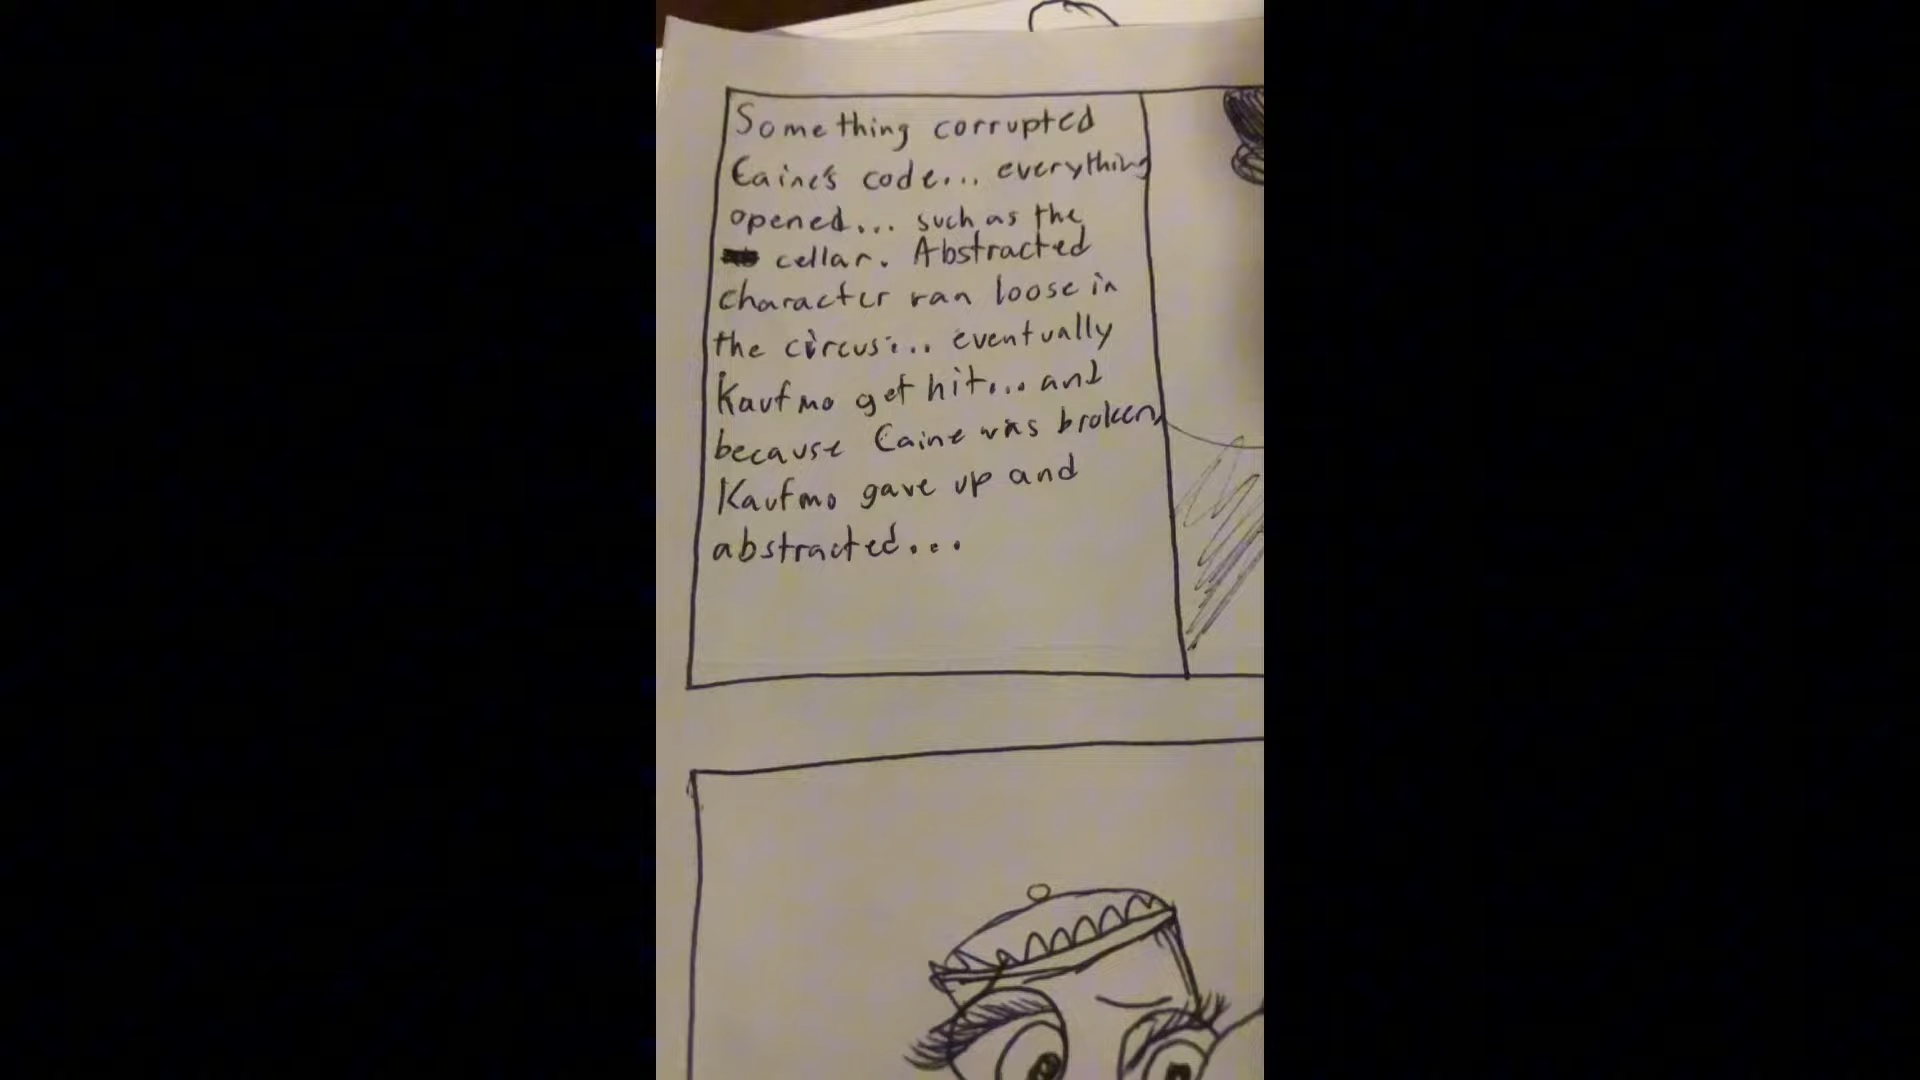 Something corrupted
Caine's code... everything
opened... such as the
cellar. Abstracted
character ran loose in
the circus... eventually
Kaufmo get hit... and
because Caine was broken,
Kaufmo gave up and
abstracted...